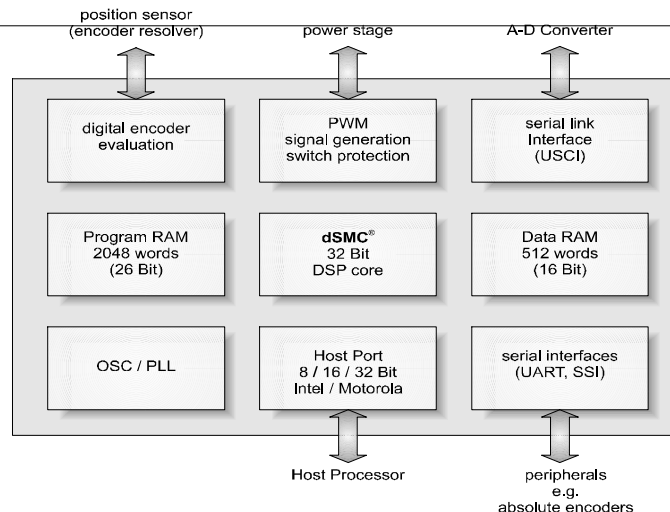 position sensor
(encoder resolver)
power stage
A-D Converter
digital encoder
evaluation
PWM
signal generation
switch protection
serial link
Interface
(USCI)
Program RAM
2048 words
(26 Bit)
dSMC®
32 Bit
DSP core
Data RAM
512 words
(16 Bit)
OSC / PLL
Host Port
8 / 16 / 32 Bit
Intel / Motorola
serial interfaces
(UART, SSI)
Host Processor
peripherals
e.g.
absolute encoders